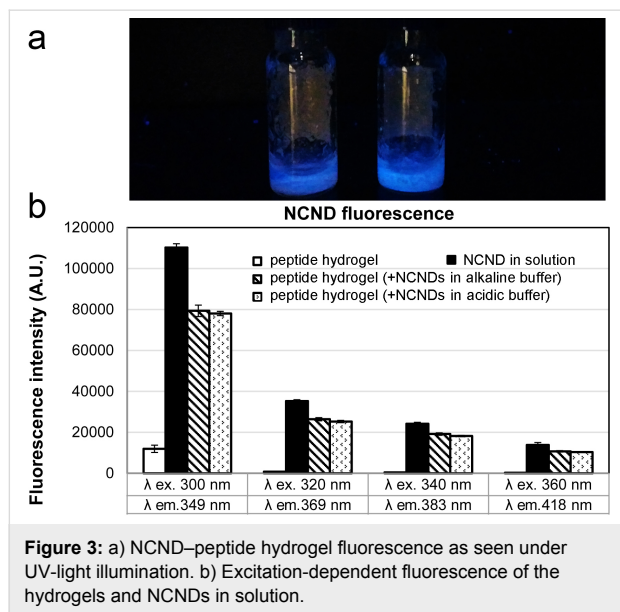 a
b
NCND fluorescence
Fluorescence intensity (A.U.)
120000
100000
80000
60000
40000
20000
0
peptide hydrogel
NCND in solution
peptide hydrogel (+NCNDs in alkaline buffer)
peptide hydrogel (+NCNDs in acidic buffer)
λ ex. 300 nm λ ex. 320 nm λ ex. 340 nm λ ex. 360 nm
λ em.349 nm λ em.369 nm λ em.383 nm λ em.418 nm
Figure 3: a) NCND–peptide hydrogel fluorescence as seen under
UV-light illumination. b) Excitation-dependent fluorescence of the
hydrogels and NCNDs in solution.